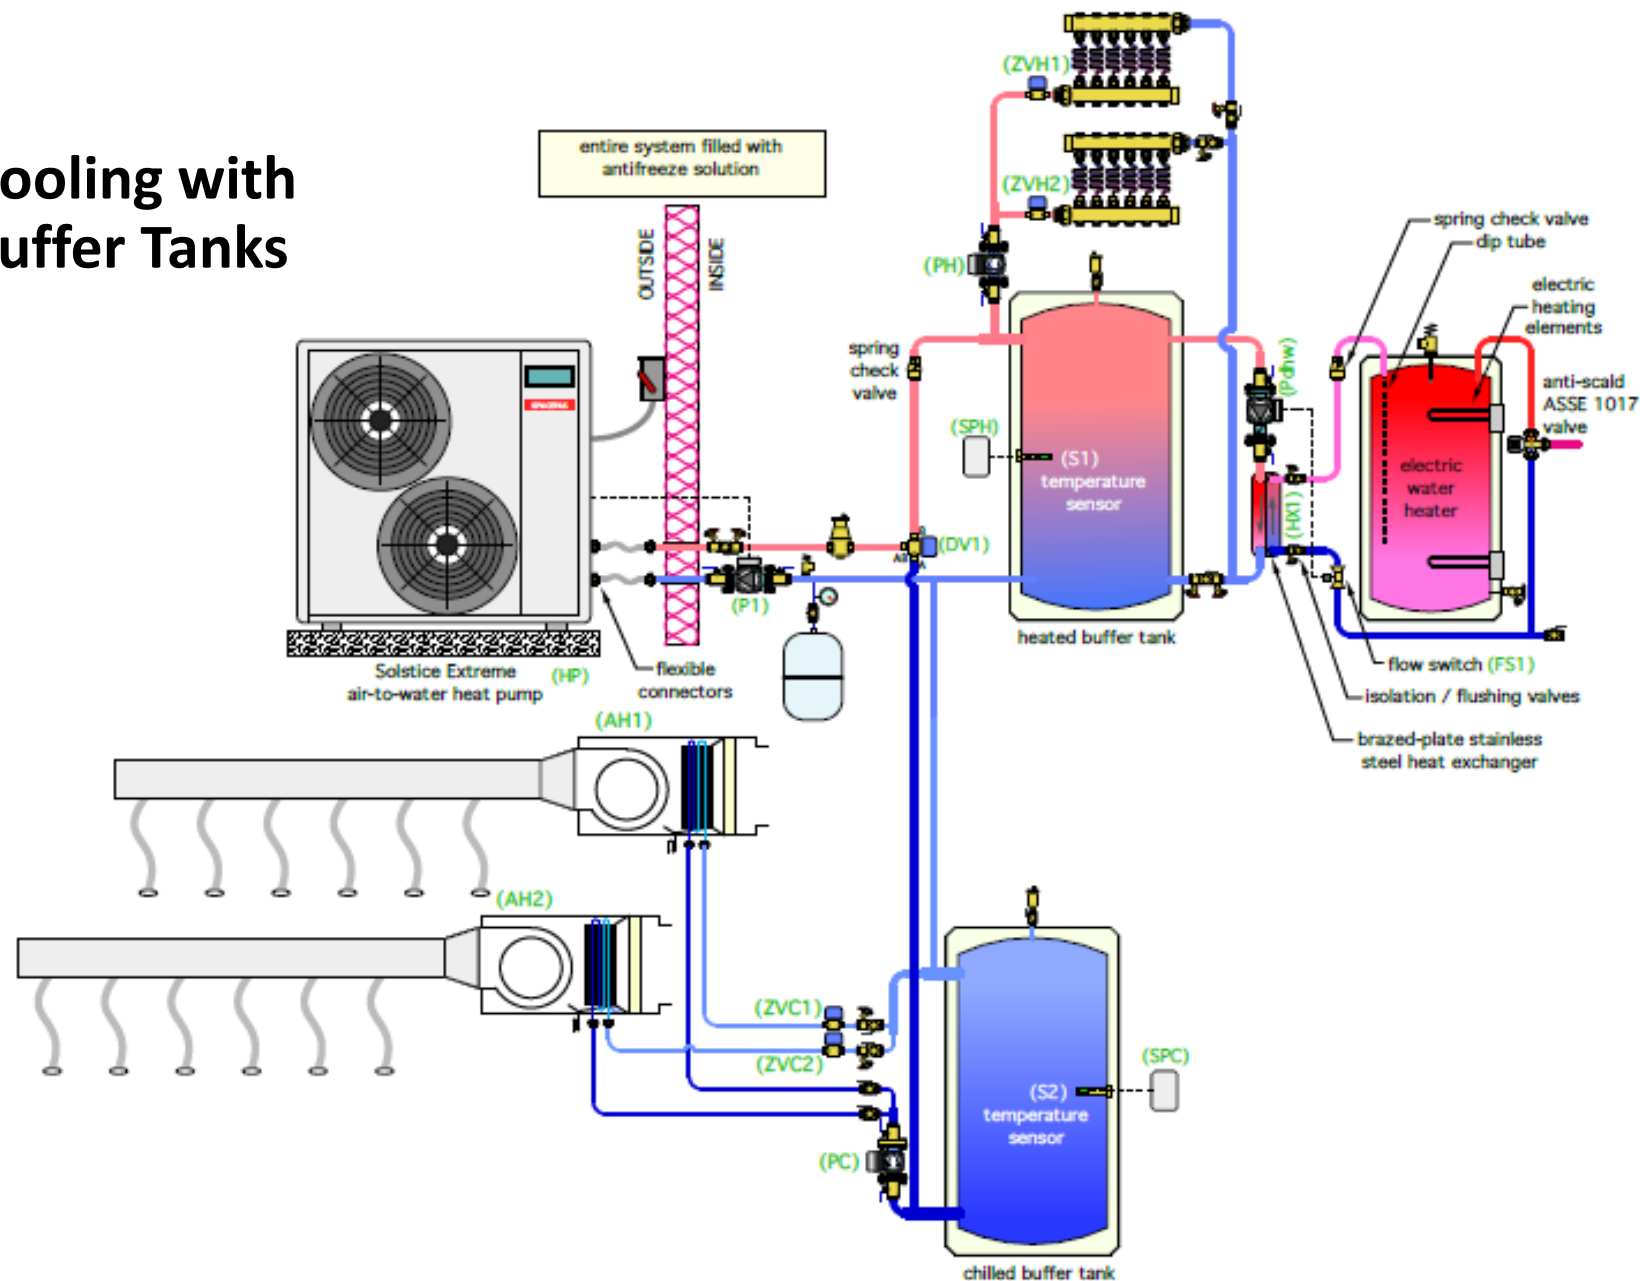 ooling with
uffer Tanks
entire system filled with
antifreeze solution
OUTSIDE
INSIDE
(ZVH1)
(ZVH2)
(PH)
spring
check
valve
(SPH)
(S1)
temperature
sensor
(DV1)
AB
A
(P1)
heated buffer tank
(Pdhw)
(HX1)
spring check valve
dip tube
electric
heating
elements
anti-scald
ASSE 1017
valve
electric
water
heater
flow switch (FS1)
isolation / flushing valves
brazed-plate stainless
steel heat exchanger
Solstice Extreme
air-to-water heat pump
(HP)
flexible
connectors
(AH1)
(AH2)
(ZVC1)
(ZVC2)
(PC)
(S2)
temperature
sensor
(SPC)
chilled buffer tank